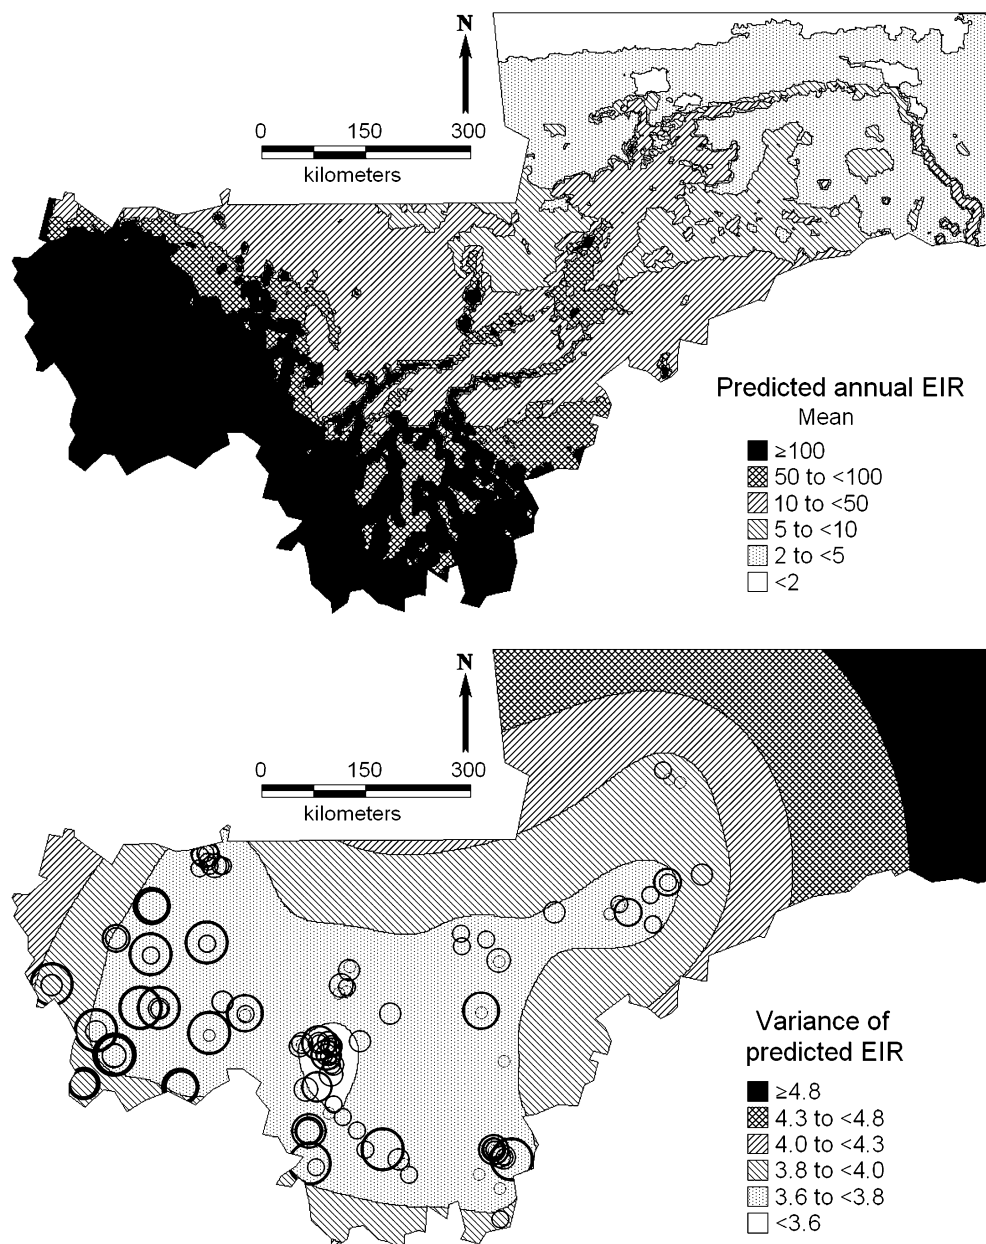 N
0 150 300
kilometers
Predicted annual EIR
Mean
≥100
50 to <100
10 to <50
5 to <10
2 to <5
<2
N
0 150 300
kilometers
Variance of
predicted EIR
≥4.8
4.3 to <4.8
4.0 to <4.3
3.8 to <4.0
3.6 to <3.8
<3.6